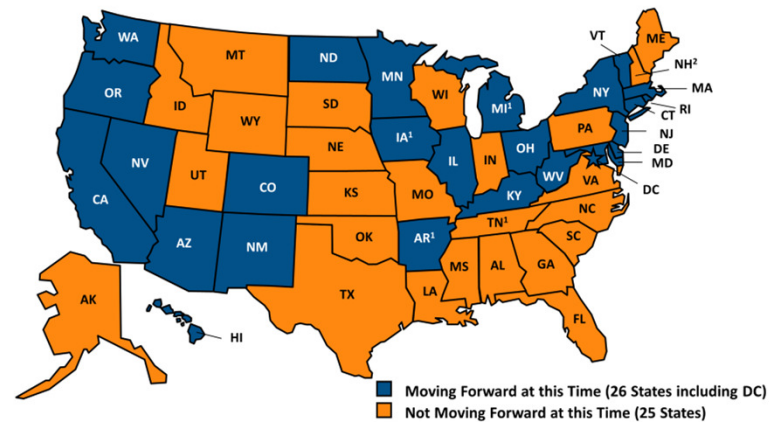 WA
MT
ND
MN
VT
ME
NH²
OR
ID
SD
WI
MI¹
NY
MA
WY
RI
CT
IA¹
PA
NJ
NE
NV
OH
DE
IL
IN
MD
UT
WV
CO
DC
VA
KS
MO
KY
CA
NC
TN¹
AZ
NM
OK
AR¹
SC
MS
AL
GA
LA
TX
AK
FL
HI
Moving Forward at this Time (26 States including DC)
Not Moving Forward at this Time (25 States)